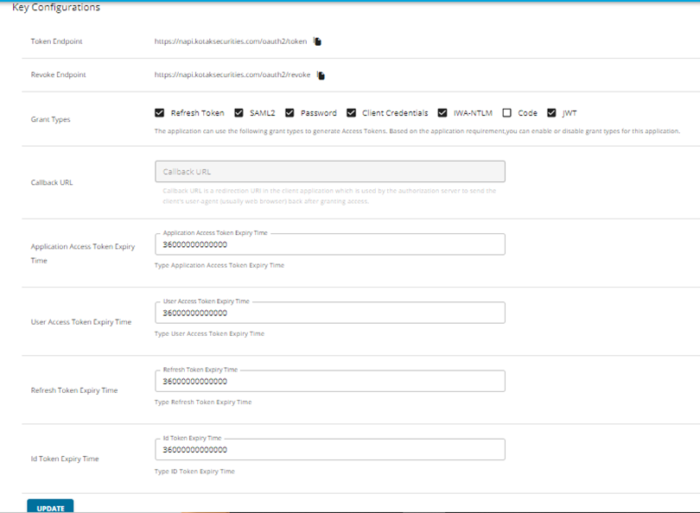 Key Configurations
Token Endpoint
https://napi.kotaksecurities.com/oauth2/token
Revoke Endpoint
https://napi.kotaksecurities.com/oauth2/revoke
Grant Types
Refresh Token SAML2 Password Client Credentials IWA-NTLM Code JWT
The application can use the following grant types to generate Access Tokens. Based on the application requirement,you can enable or disable grant types for this application.
Callback URL
Callback URL
Callback URL is a redirection URI in the client application which is used by the authorization server to send the
client's user-agent (usually web browser) back after granting access.
Application Access Token Expiry
Time
Application Access Token Expiry Time
36000000000000
Type Application Access Token Expiry Time
User Access Token Expiry Time
User Access Token Expiry Time
36000000000000
Type User Access Token Expiry Time
Refresh Token Expiry Time
Refresh Token Expiry Time
36000000000000
Type Refresh Token Expiry Time
Id Token Expiry Time
Id Token Expiry Time
36000000000000
Type ID Token Expiry Time
UPDATE